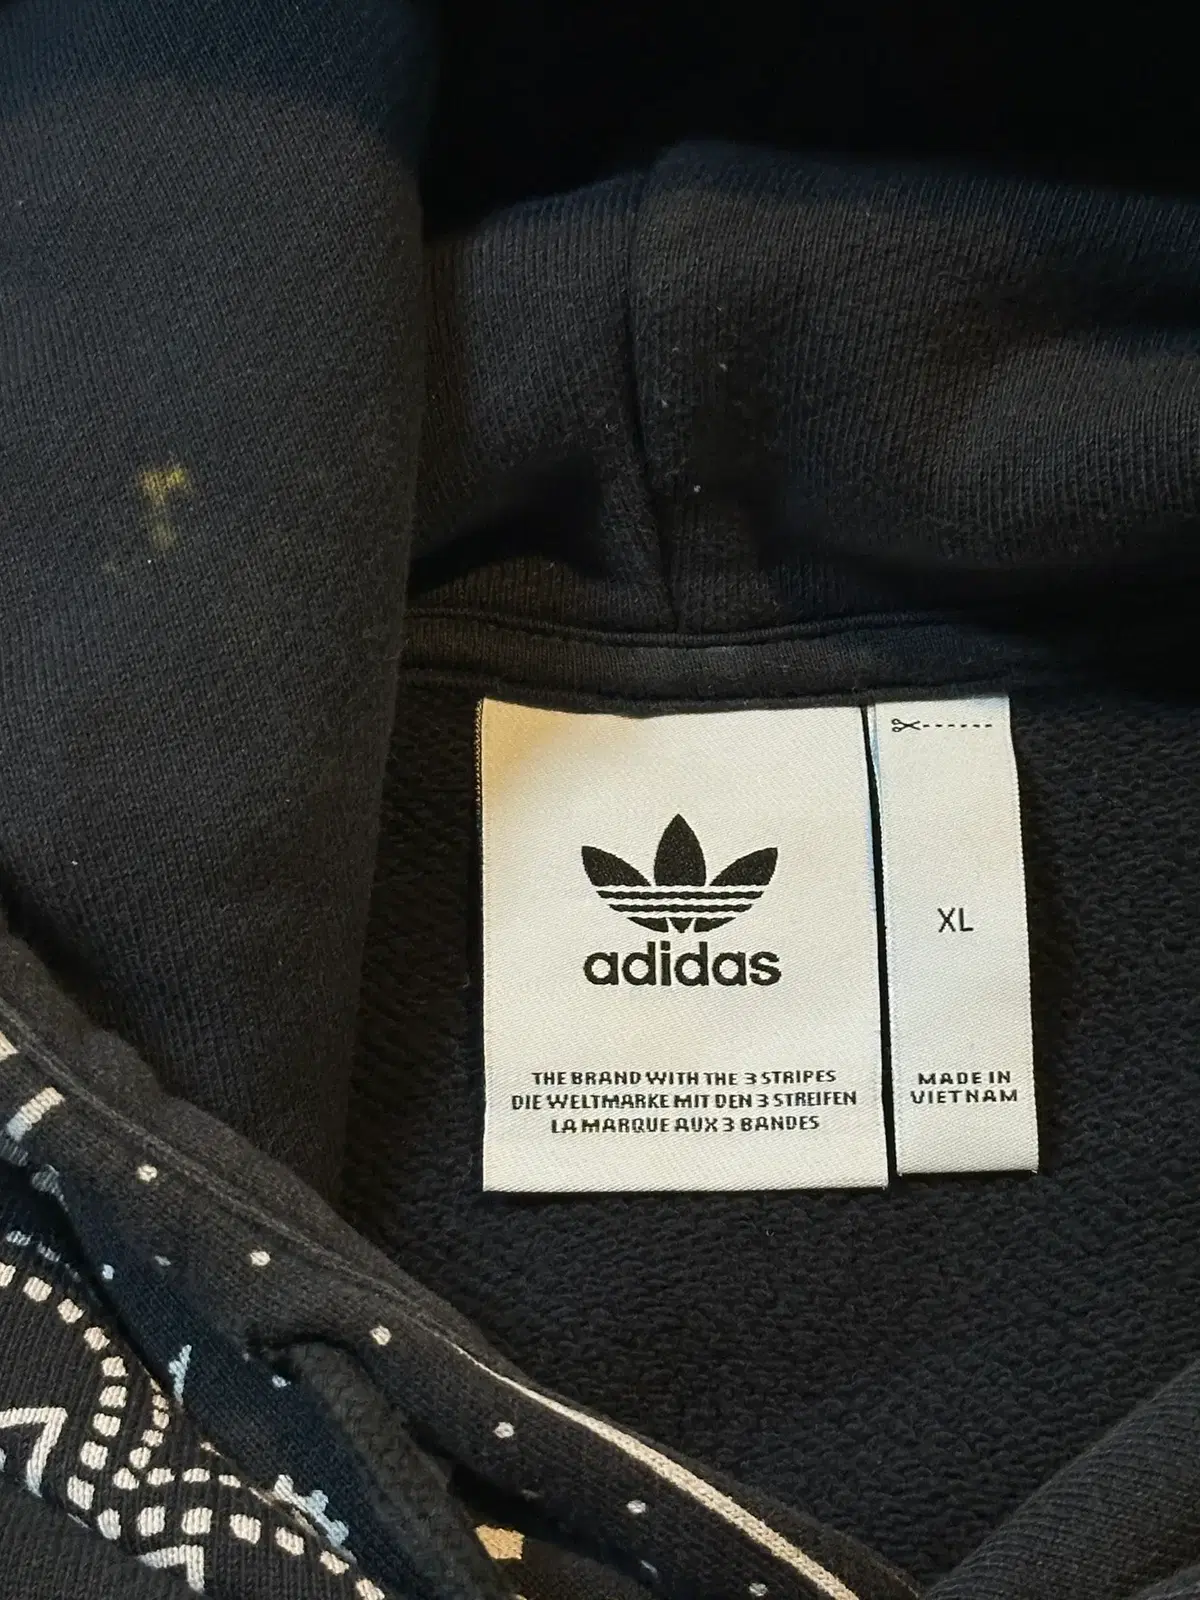 adidas
THE BRAND WITH THE 3 STRIPES
DIE WELTMARKE MIT DEN 3 STREIFEN
LA MARQUE AUX 3 BANDES
XL
MADE IN
VIETNAM